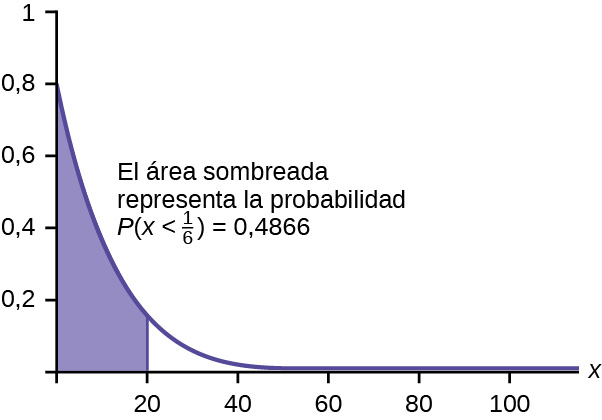 1
0,8
0,6
El área sombreada
representa la probabilidad
0,4
P(x < 1/6) = 0,4866
0,2
x
20 40 60 80 100